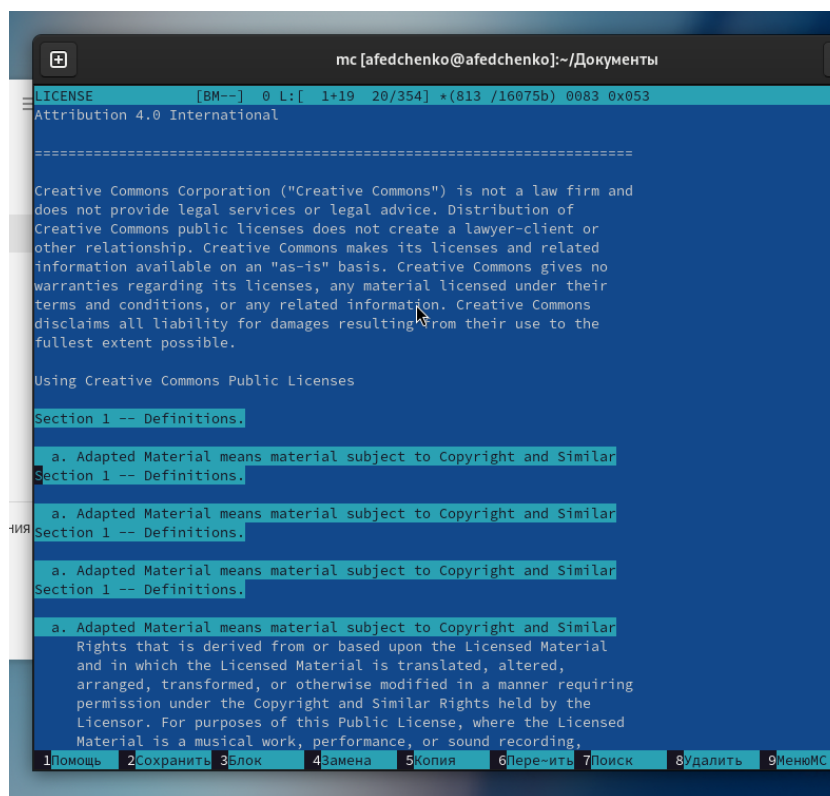 mc [afedchenko@afedchenko]:~/Документы
LICENSE [BM--] 0 L:[ 1+19 20/354] *(813 /16075b) 0083 0x053
Attribution 4.0 International
=======================================================================
Creative Commons Corporation ("Creative Commons") is not a law firm and
does not provide legal services or legal advice. Distribution of
Creative Commons public licenses does not create a lawyer-client or
other relationship. Creative Commons makes its licenses and related
information available on an "as-is" basis. Creative Commons gives no
warranties regarding its licenses, any material licensed under their
terms and conditions, or any related information. Creative Commons
disclaims all liability for damages resulting from their use to the
fullest extent possible.
Using Creative Commons Public Licenses
Section 1 -- Definitions.
a. Adapted Material means material subject to Copyright and Similar
Section 1 -- Definitions.
a. Adapted Material means material subject to Copyright and Similar
ния
Section 1 -- Definitions.
a. Adapted Material means material subject to Copyright and Similar
Section 1 -- Definitions.
a. Adapted Material means material subject to Copyright and Similar
Rights that is derived from or based upon the Licensed Material
and in which the Licensed Material is translated, altered,
arranged, transformed, or otherwise modified in a manner requiring
permission under the Copyright and Similar Rights held by the
Licensor. For purposes of this Public License, where the Licensed
Material is a musical work, performance, or sound recording,
1Помощь 2Сохранить 3Блок 4Замена 5Копия 6Пере~ить 7Поиск 8Удалить 9МенюМС